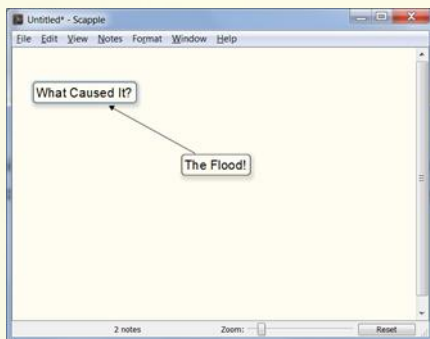 Untitled* - Scapple
File Edit View Notes Format Window Help
What Caused It?
The Flood!
2 notes Zoom: Reset